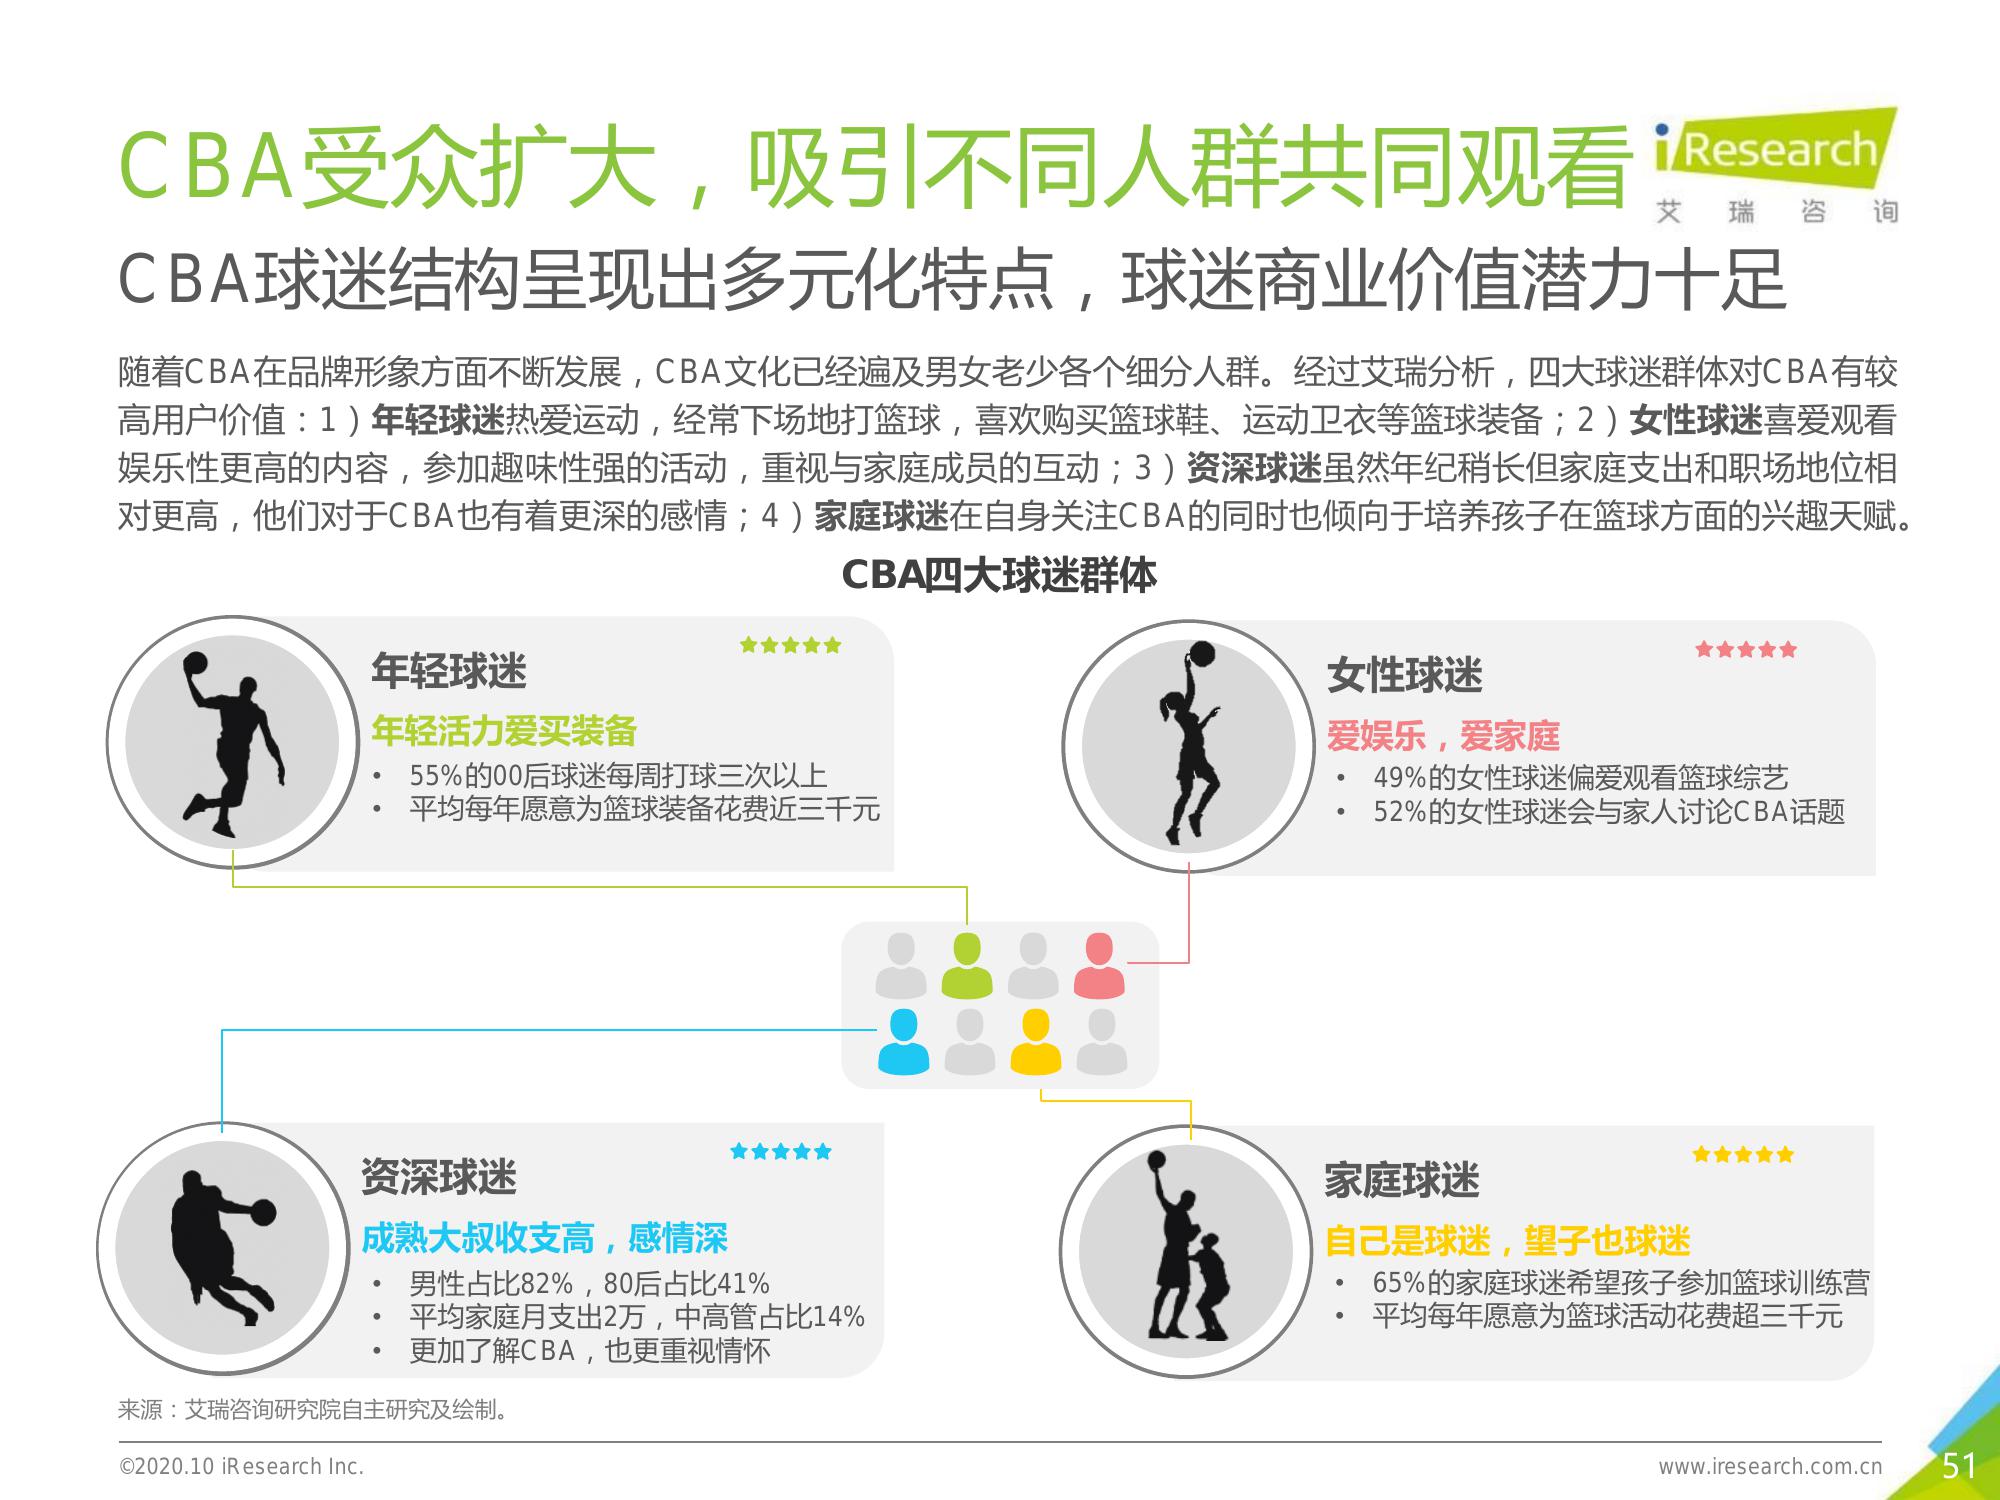 CBA受众扩大，吸引不同人群共同观看
iResearch
艾瑞咨询
CBA球迷结构呈现出多元化特点，球迷商业价值潜力十足
随着CBA在品牌形象方面不断发展，CBA文化已经遍及男女老少各个细分人群。经过艾瑞分析，四大球迷群体对CBA有较
高用户价值：1）年轻球迷热爱运动，经常下场地打篮球，喜欢购买篮球鞋、运动卫衣等篮球装备；2）女性球迷喜爱观看
娱乐性更高的内容，参加趣味性强的活动，重视与家庭成员的互动；3）资深球迷虽然年纪稍长但家庭支出和职场地位相
对更高，他们对于CBA也有着更深的感情；4）家庭球迷在自身关注CBA的同时也倾向于培养孩子在篮球方面的兴趣天赋。
CBA四大球迷群体
年轻球迷
年轻活力爱买装备
• 55%的00后球迷每周打球三次以上
• 平均每年愿意为篮球装备花费近三千元
女性球迷
爱娱乐，爱家庭
• 49%的女性球迷偏爱观看篮球综艺
• 52%的女性球迷会与家人讨论CBA话题
资深球迷
成熟大叔收支高，感情深
• 男性占比82%，80后占比41%
• 平均家庭月支出2万，中高管占比14%
• 更加了解CBA，也更重视情怀
家庭球迷
自己是球迷，望子也球迷
• 65%的家庭球迷希望孩子参加篮球训练营
• 平均每年愿意为篮球活动花费超三千元
来源：艾瑞咨询研究院自主研究及绘制。
©2020.10 iResearch Inc.
www.iresearch.com.cn
51